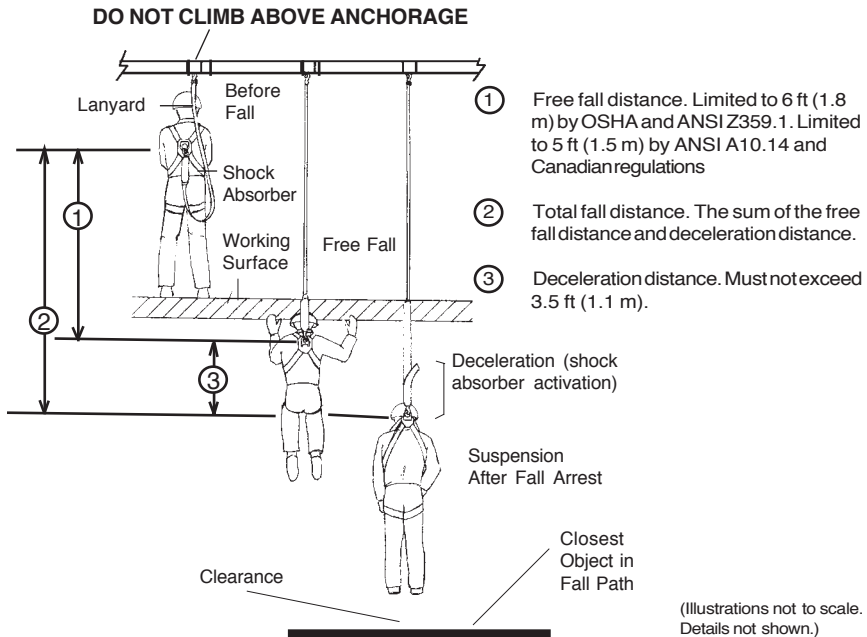 DO NOT CLIMB ABOVE ANCHORAGE
Lanyard
Before
Fall
Shock
Absorber
Working
Surface
Free Fall
1
2
3
Deceleration (shock
absorber activation)
Suspension
After Fall Arrest
Clearance
Closest
Object in
Fall Path
1 Free fall distance. Limited to 6 ft (1.8
m) by OSHA and ANSI Z359.1. Limited
to 5 ft (1.5 m) by ANSI A10.14 and
Canadian regulations
2 Total fall distance. The sum of the free
fall distance and deceleration distance.
3 Deceleration distance. Must not exceed
3.5 ft (1.1 m).
(Illustrations not to scale.
Details not shown.)